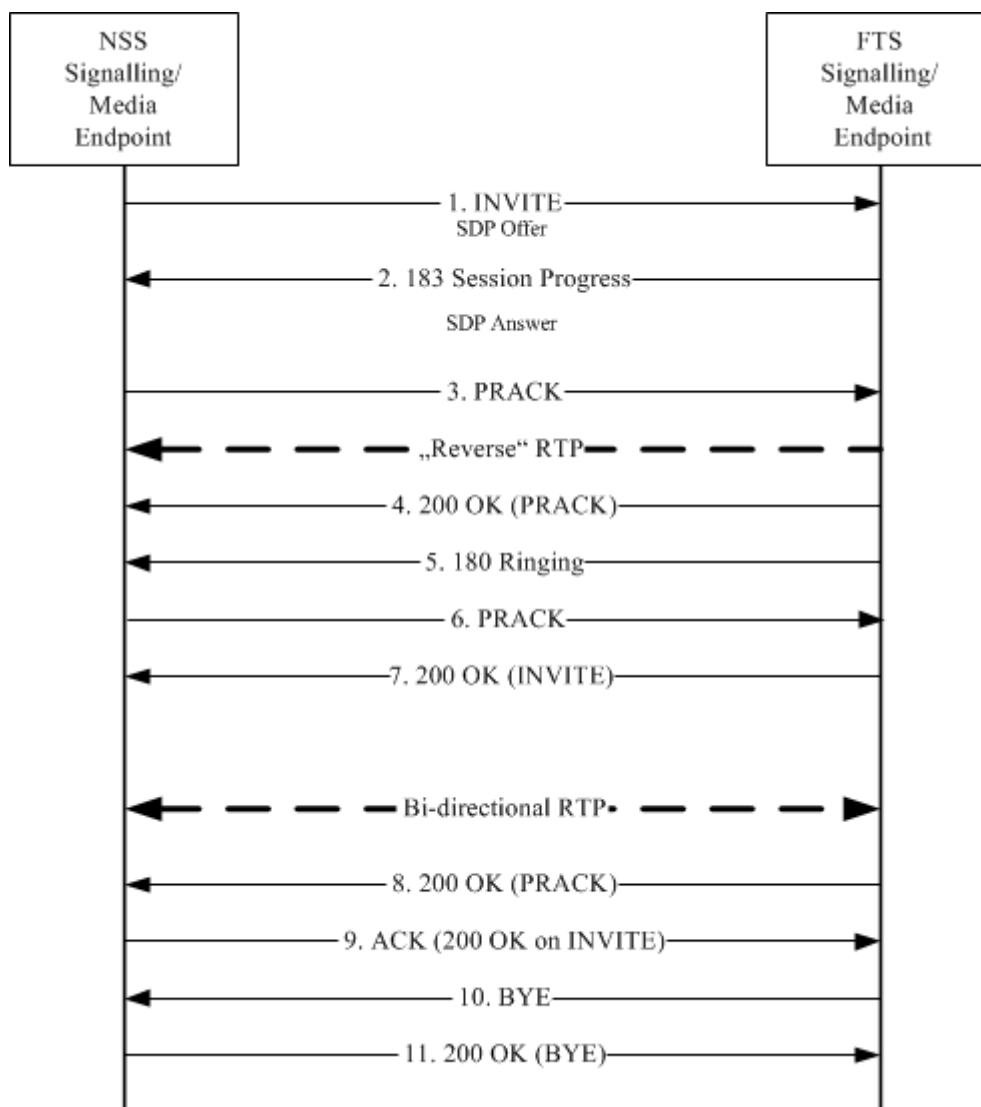 NSS
Signalling/
Media
Endpoint
FTS
Signalling/
Media
Endpoint
1. INVITE
SDP Offer
2. 183 Session Progress
SDP Answer
3. PRACK
„Reverse“ RTP
4. 200 OK (PRACK)
5. 180 Ringing
6. PRACK
7. 200 OK (INVITE)
Bi-directional RTP
8. 200 OK (PRACK)
9. ACK (200 OK on INVITE)
10. BYE
11. 200 OK (BYE)